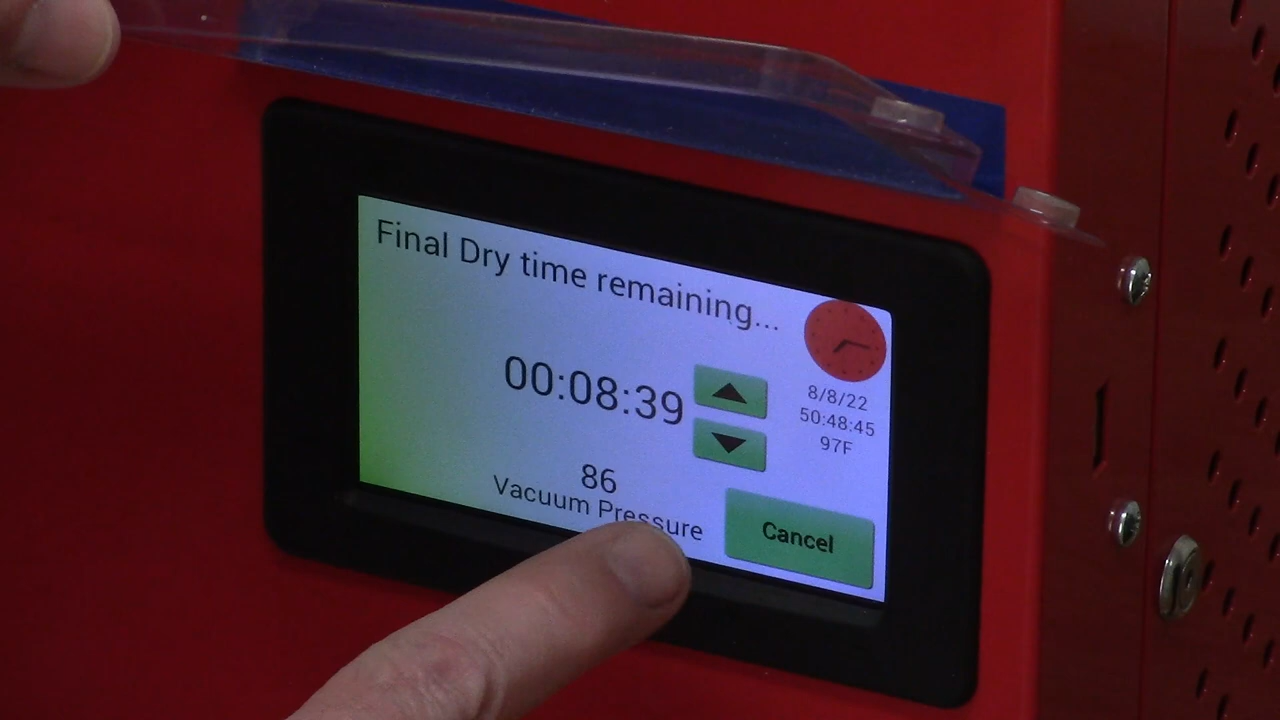 Final Dry time remaining...
00:08:39
8/8/22
50:48:45
97F
86
Vacuum Pressure
Cancel